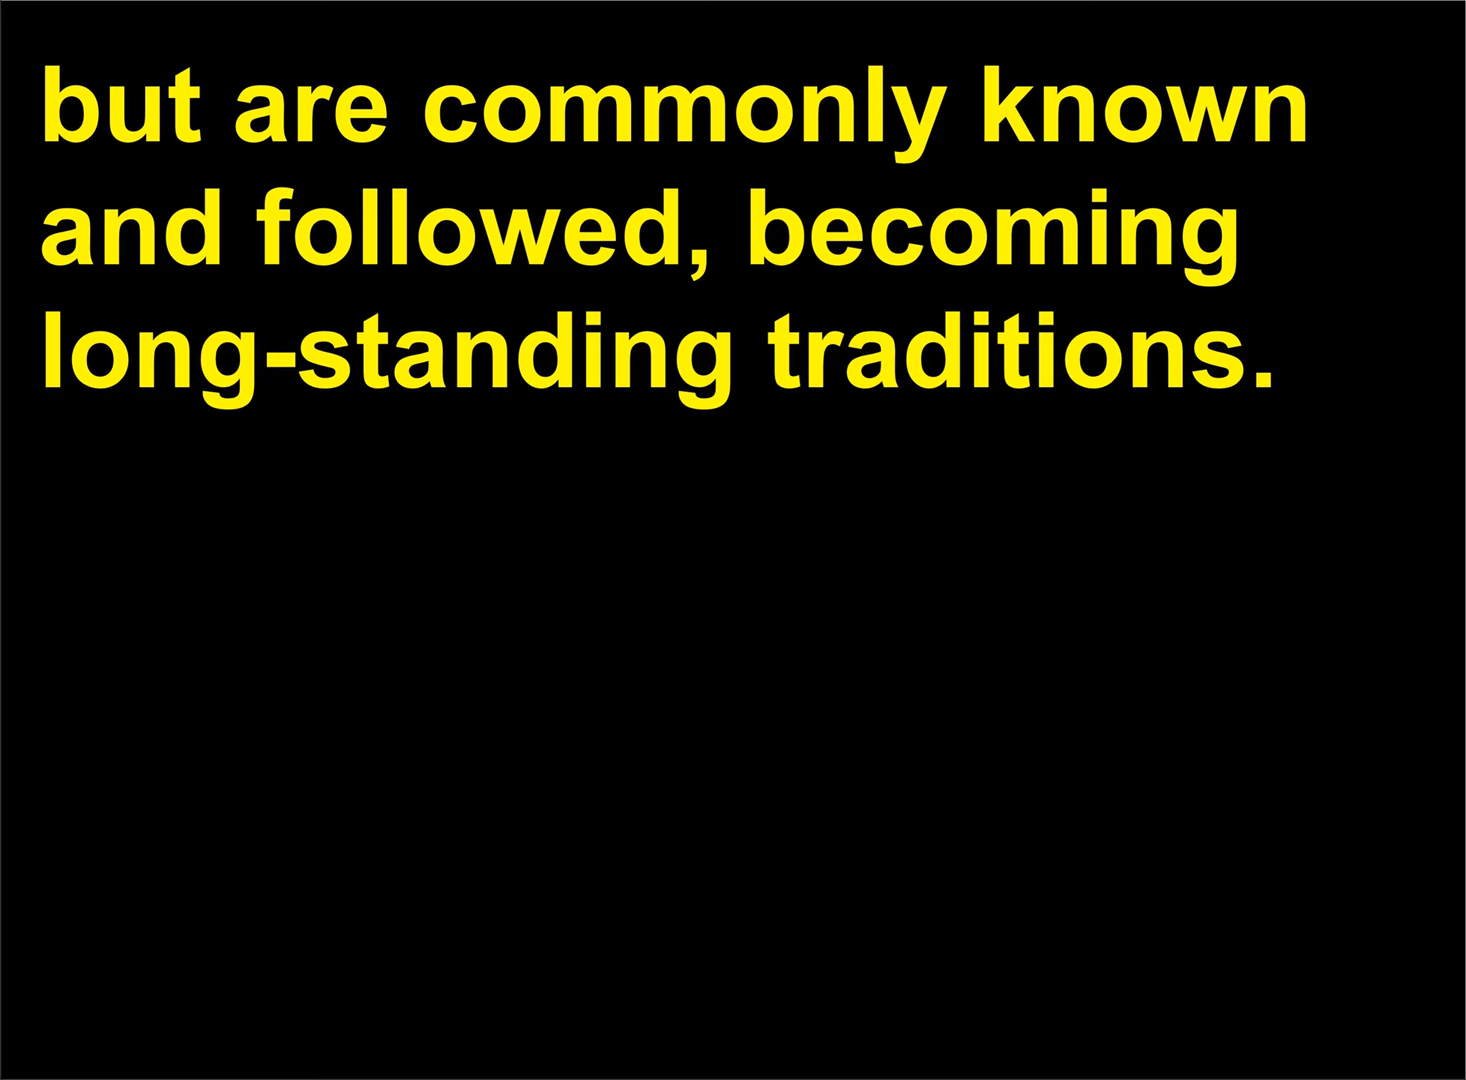 but are commonly known
and followed, becoming
long-standing traditions.